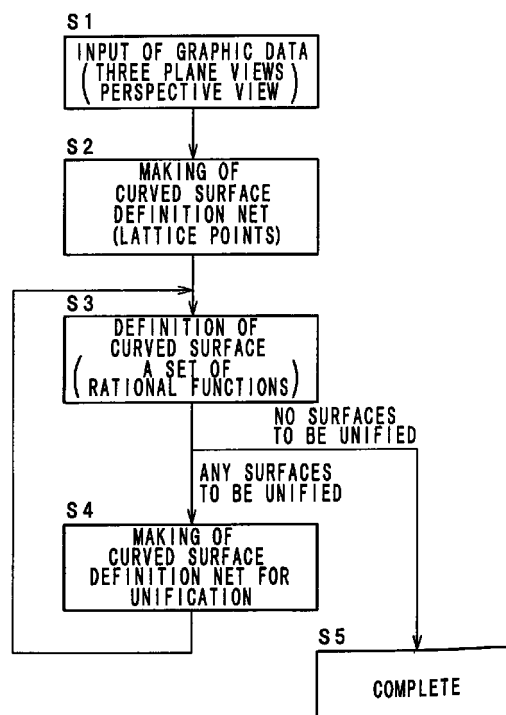 S1
INPUT OF GRAPHIC DATA
(THREE PLANE VIEWS
PERSPECTIVE VIEW)
S2
MAKING OF
CURVED SURFACE
DEFINITION NET
(LATTICE POINTS)
S3
DEFINITION OF
CURVED SURFACE
(A SET OF
RATIONAL FUNCTIONS)
NO SURFACES
TO BE UNIFIED
ANY SURFACES
TO BE UNIFIED
S4
MAKING OF
CURVED SURFACE
DEFINITION NET FOR
UNIFICATION
S5
COMPLETE